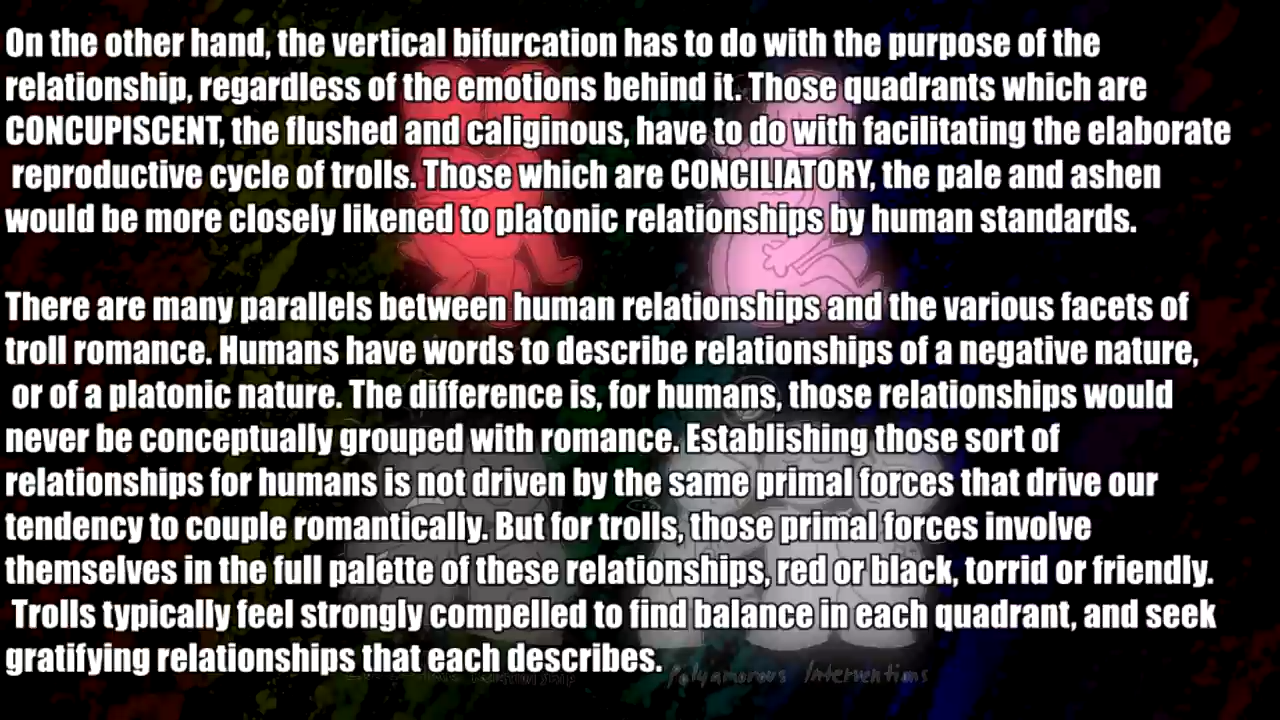 On the other hand, the vertical bifurcation has to do with the purpose of the
relationship, regardless of the emotions behind it. Those quadrants which are
CONCUPISCENT, the flushed and caliginous, have to do with facilitating the elaborate
reproductive cycle of trolls. Those which are CONCILIATORY, the pale and ashen
would be more closely likened to platonic relationships by human standards.
There are many parallels between human relationships and the various facets of
troll romance. Humans have words to describe relationships of a negative nature,
or of a platonic nature. The difference is, for humans, those relationships would
never be conceptually grouped with romance. Establishing those sort of
relationships for humans is not driven by the same primal forces that drive our
tendency to couple romantically. But for trolls, those primal forces involve
themselves in the full palette of these relationships, red or black, torrid or friendly.
Trolls typically feel strongly compelled to find balance in each quadrant, and seek
gratifying relationships that each describes.
Relationship
Polyamorous Interventions